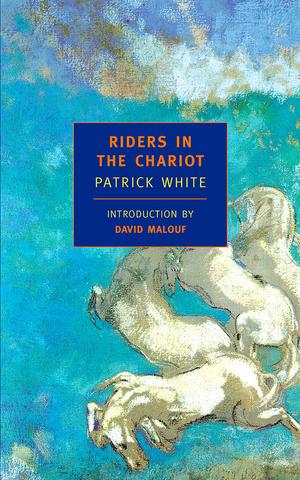 RIDERS IN
THE CHARIOT
PATRICK WHITE
INTRODUCTION BY
DAVID MALOUF